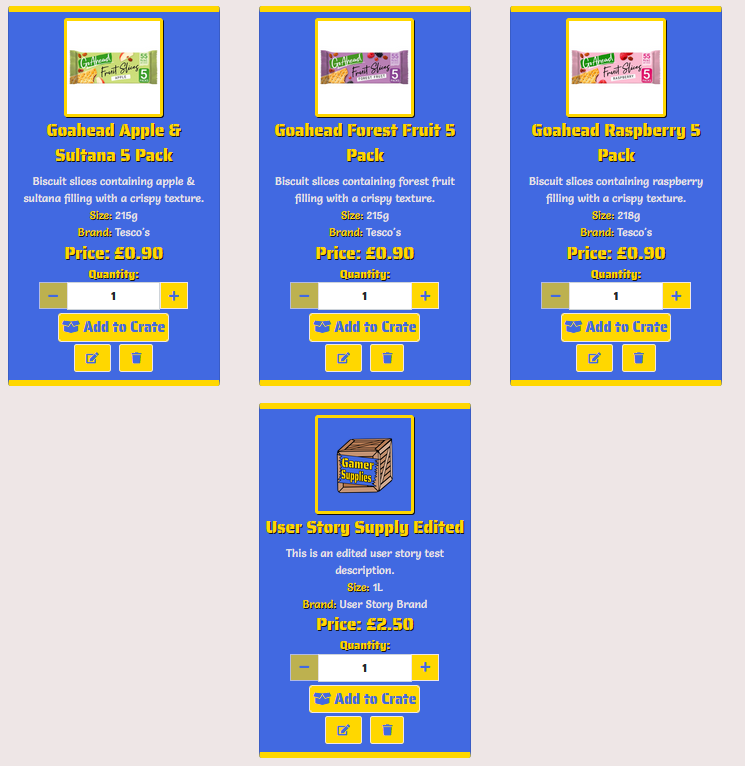 Goahead!
Fruit Slices
APPLE
55
5
Goahead Apple &
Sultana 5 Pack
Biscuit slices containing apple &
sultana filling with a crispy texture.
Size: 215g
Brand: Tesco's
Price: £0.90
Quantity:
− 1 +
Add to Crate
Goahead!
Fruit Slices
FOREST FRUIT
55
5
Goahead Forest Fruit 5
Pack
Biscuit slices containing forest fruit
filling with a crispy texture.
Size: 215g
Brand: Tesco's
Price: £0.90
Quantity:
− 1 +
Add to Crate
Goahead!
Fruit Slices
RASPBERRY
55
5
Goahead Raspberry 5
Pack
Biscuit slices containing raspberry
filling with a crispy texture.
Size: 218g
Brand: Tesco's
Price: £0.90
Quantity:
− 1 +
Add to Crate
Gamer
Supplies
User Story Supply Edited
This is an edited user story test
description.
Size: 1L
Brand: User Story Brand
Price: £2.50
Quantity:
− 1 +
Add to Crate